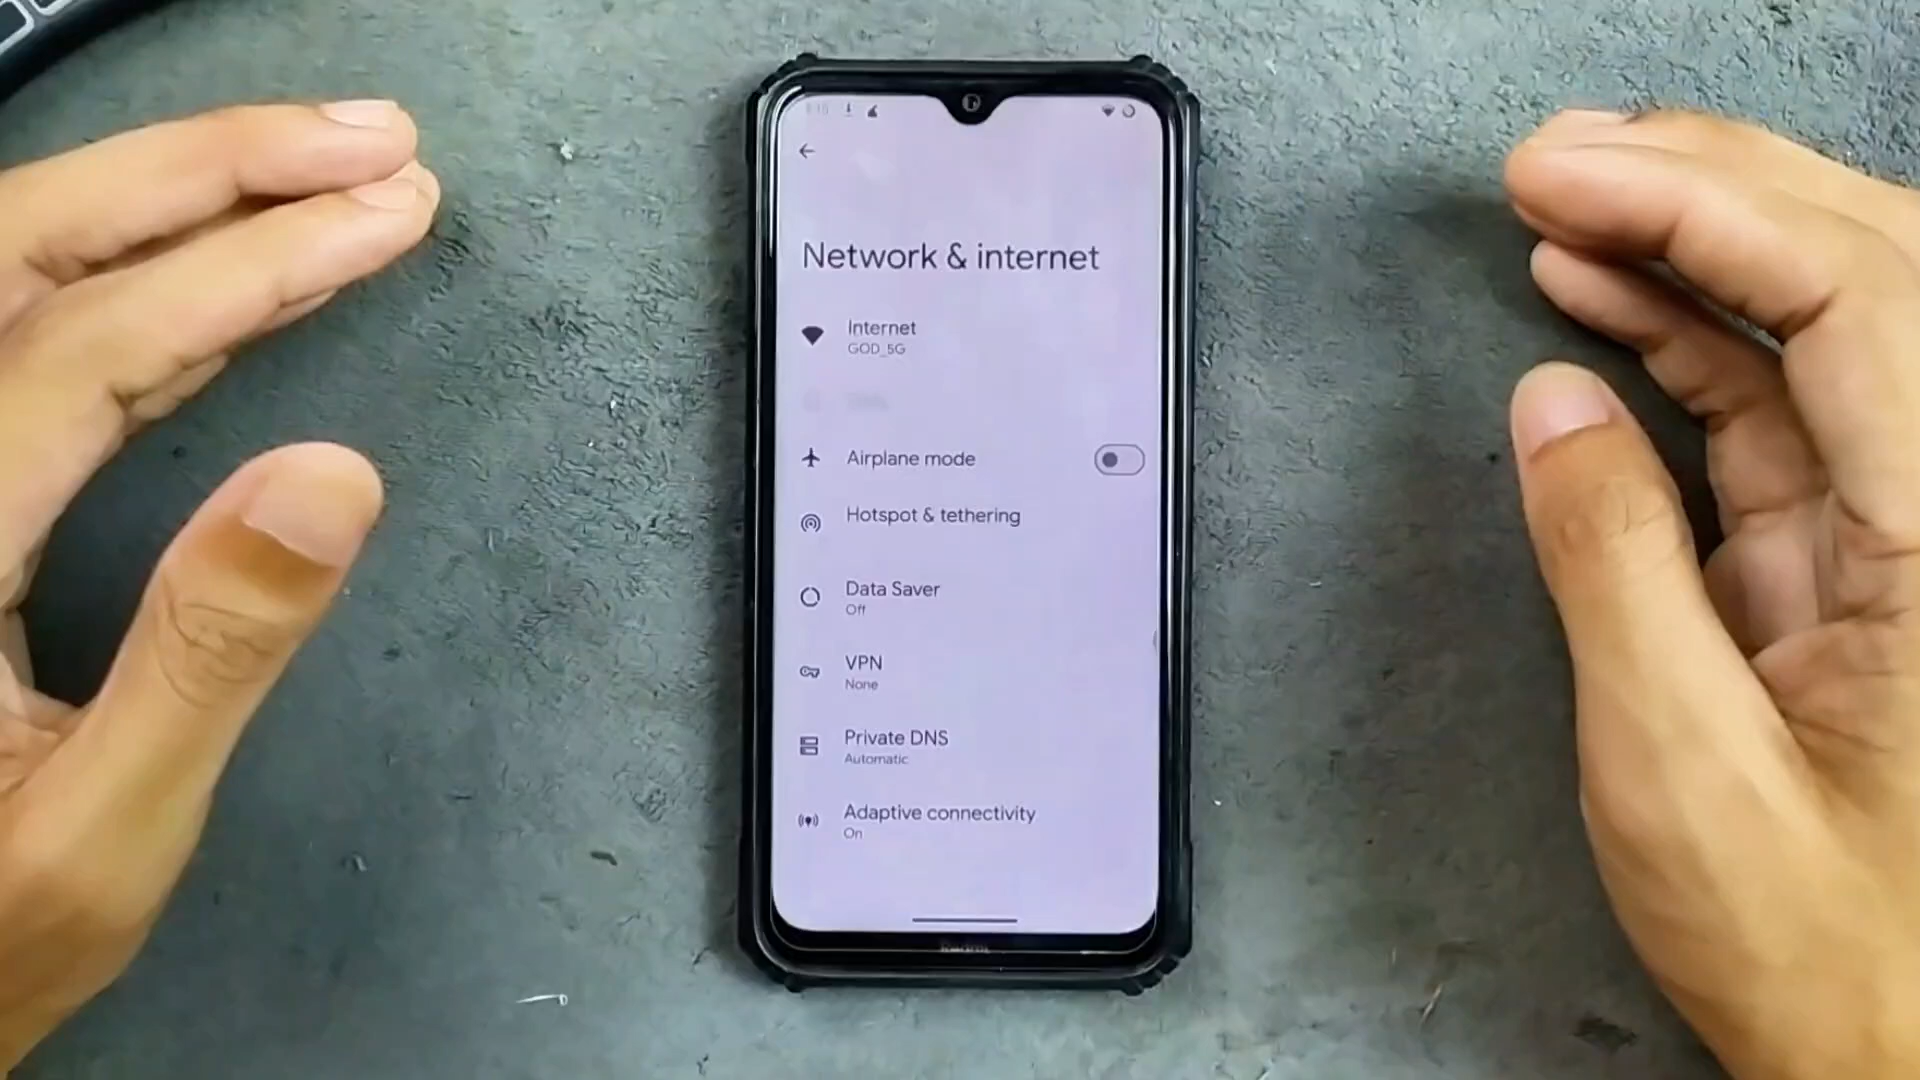 Network & internet
Internet
GOD_5G
Airplane mode
Hotspot & tethering
Data Saver
Off
VPN
None
Private DNS
Automatic
Adaptive connectivity
On